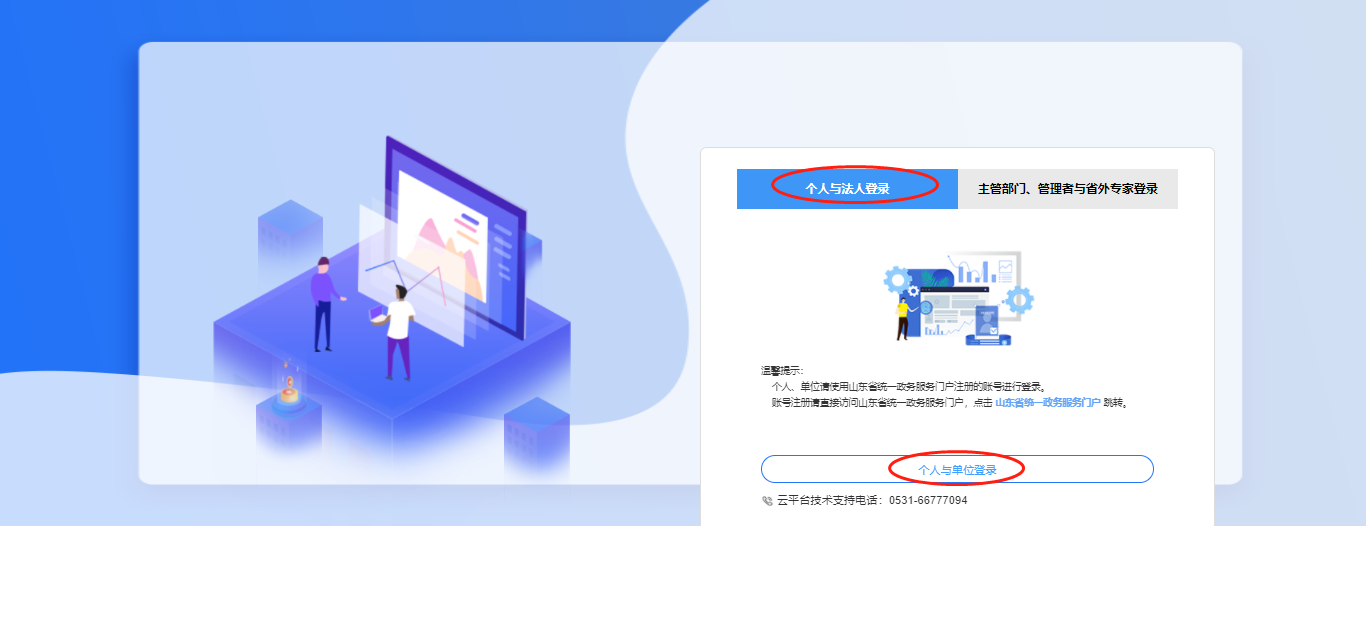 个人与法人登录
主管部门、管理者与省外专家登录
温馨提示:
个人、单位请使用山东省统一政务服务门户注册的账号进行登录。
账号注册请直接访问山东省统一政务服务门户，点击 山东省统一政务服务门户 跳转。
个人与单位登录
云平台技术支持电话：0531-66777094